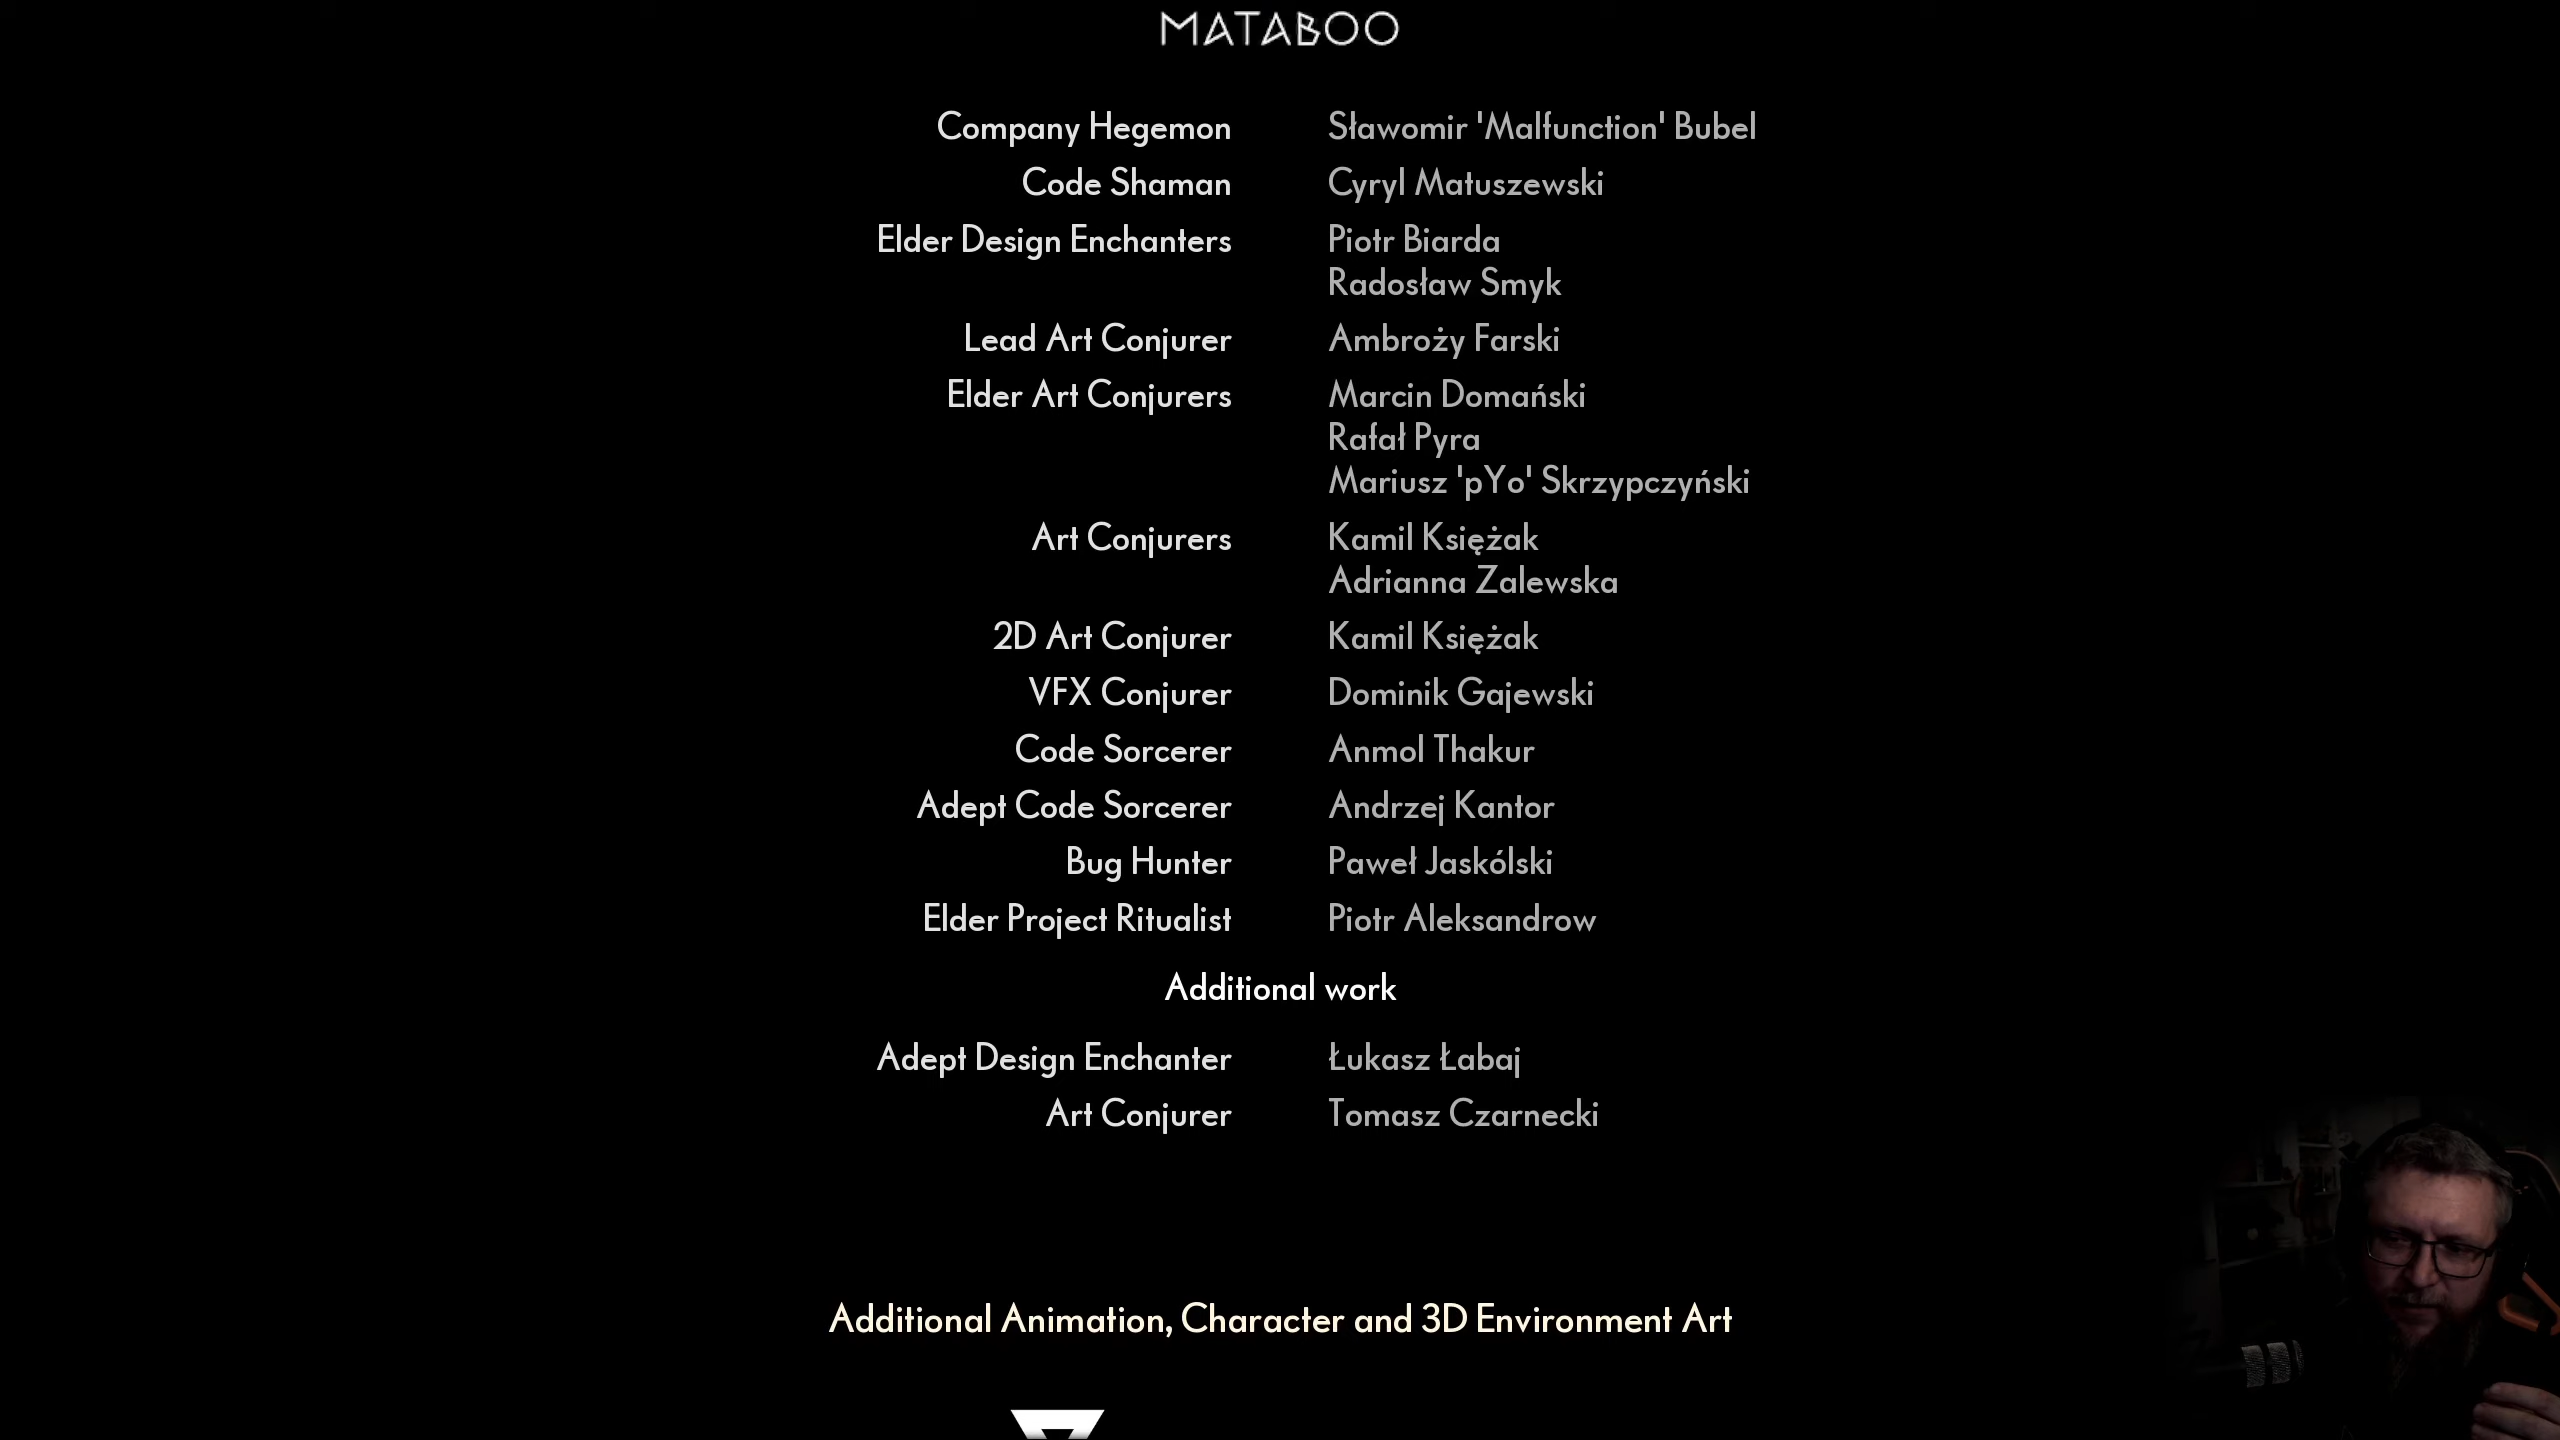 MATABOO
Company Hegemon Sławomir 'Malfunction' Bubel
Code Shaman Cyryl Matuszewski
Elder Design Enchanters Piotr Biarda
Radosław Smyk
Lead Art Conjurer Ambroży Farski
Elder Art Conjurers Marcin Domański
Rafał Pyra
Mariusz 'pYo' Skrzypczyński
Art Conjurers Kamil Księżak
Adrianna Zalewska
2D Art Conjurer Kamil Księżak
VFX Conjurer Dominik Gajewski
Code Sorcerer Anmol Thakur
Adept Code Sorcerer Andrzej Kantor
Bug Hunter Paweł Jaskólski
Elder Project Ritualist Piotr Aleksandrow
Additional work
Adept Design Enchanter Łukasz Łabaj
Art Conjurer Tomasz Czarnecki
Additional Animation, Character and 3D Environment Art